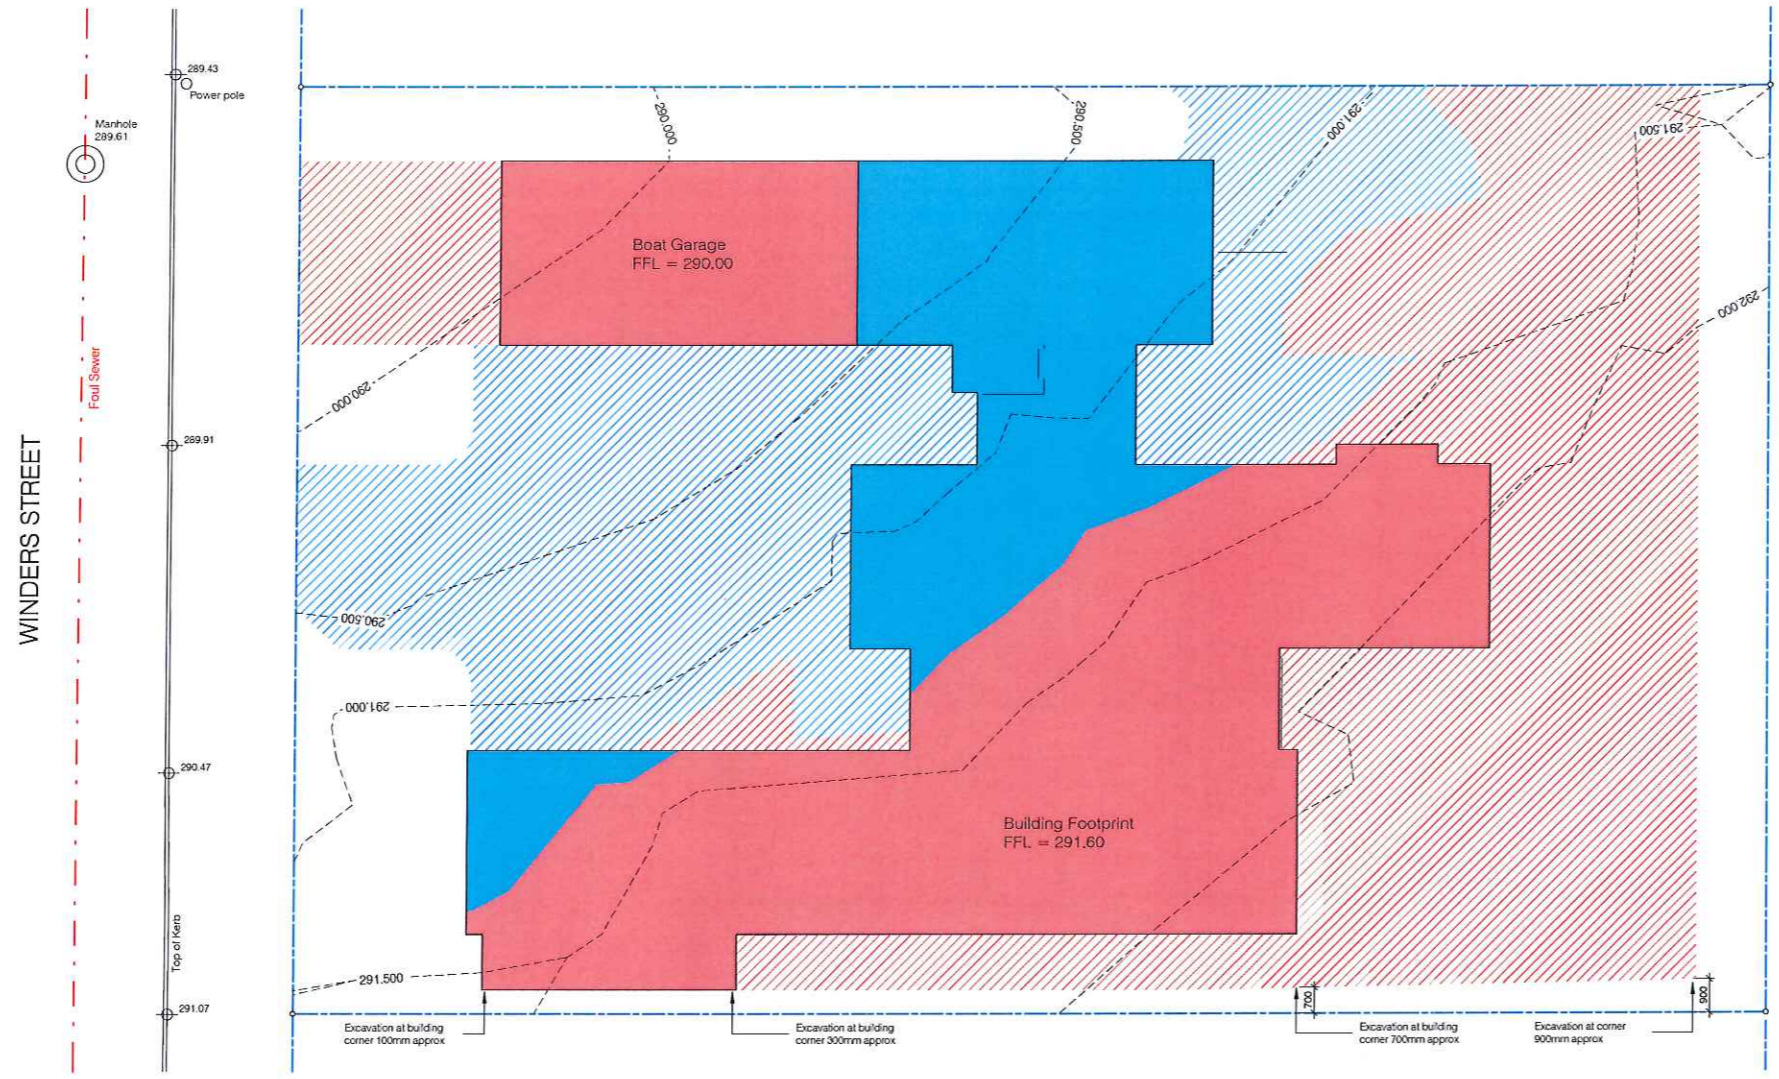 289.43
Power pole
Manhole
289.61
290.000
290.500
291.000
291.500
Boat Garage
FFL = 290.00
292.000
Foul Sewer
290.000
289.91
WINDERS STREET
290.500
291.000
290.47
Building Footprint
FFL = 291.60
Top of Kerb
291.500
291.07
700
900
Excavation at building
corner 100mm approx
Excavation at building
corner 300mm approx
Excavation at building
corner 700mm approx
Excavation at corner
900mm approx